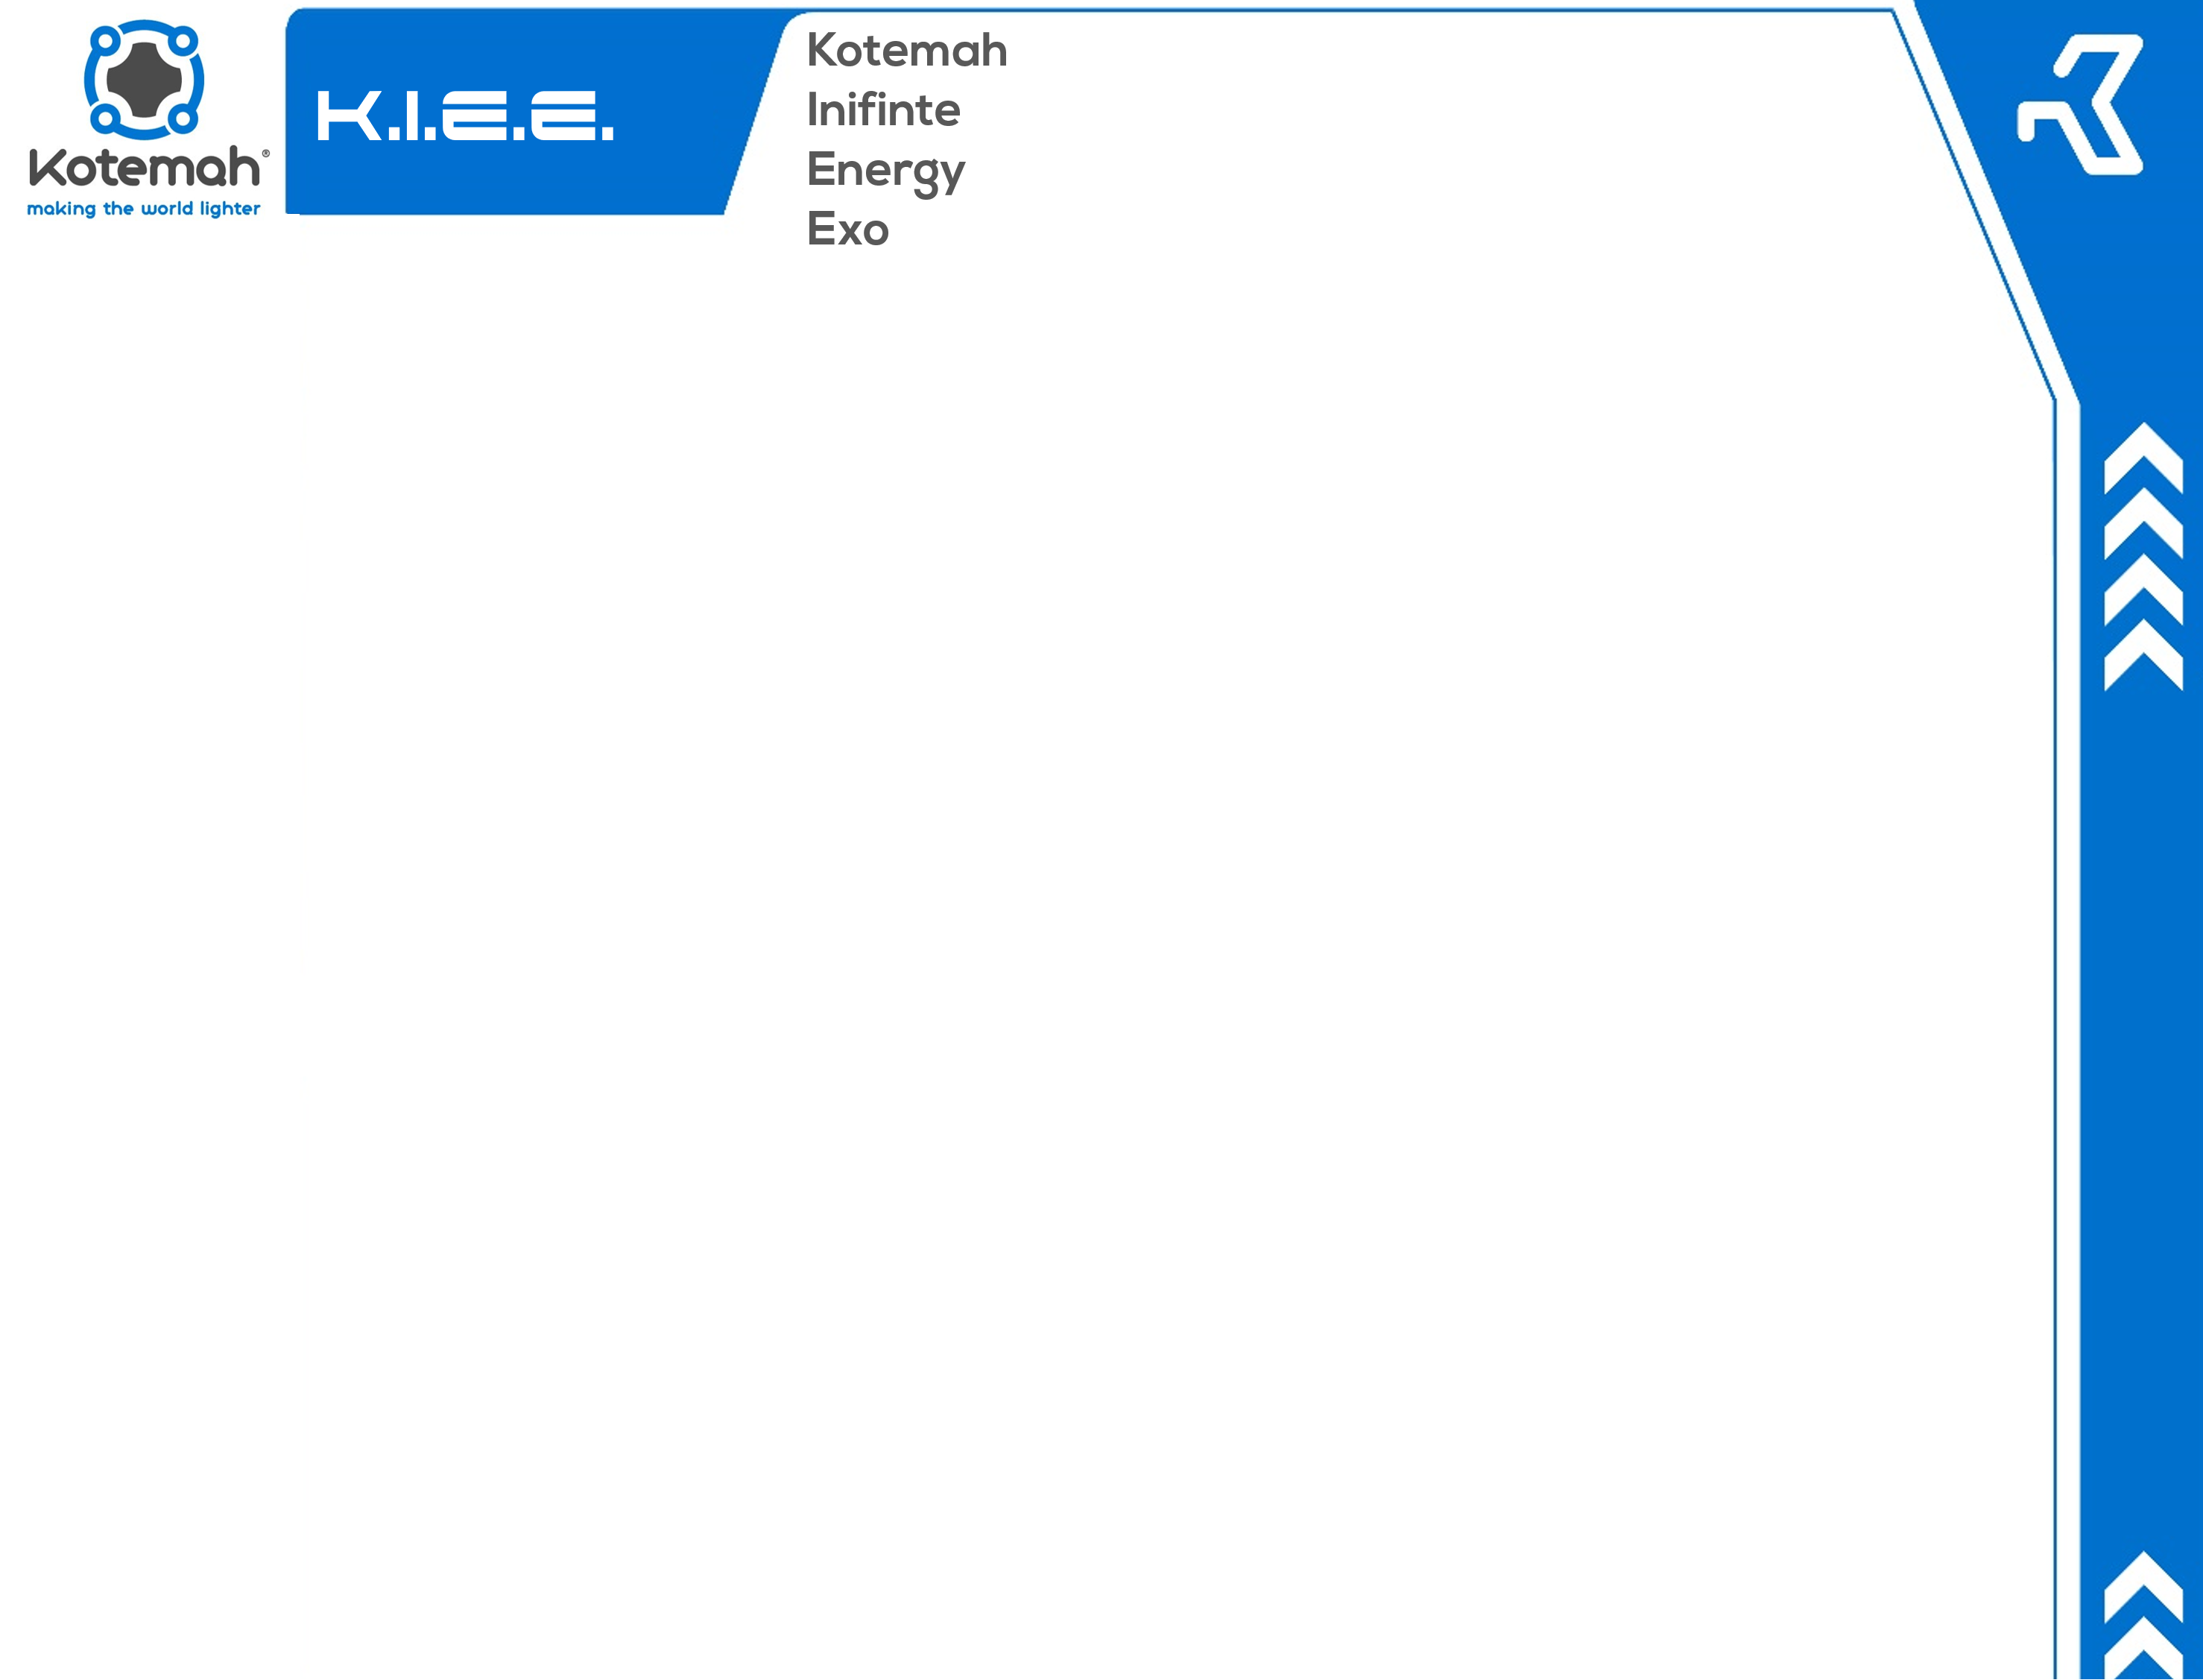 Kotemah®
making the world lighter
K.I.E.E.
Kotemah
Inifinte
Energy
Exo